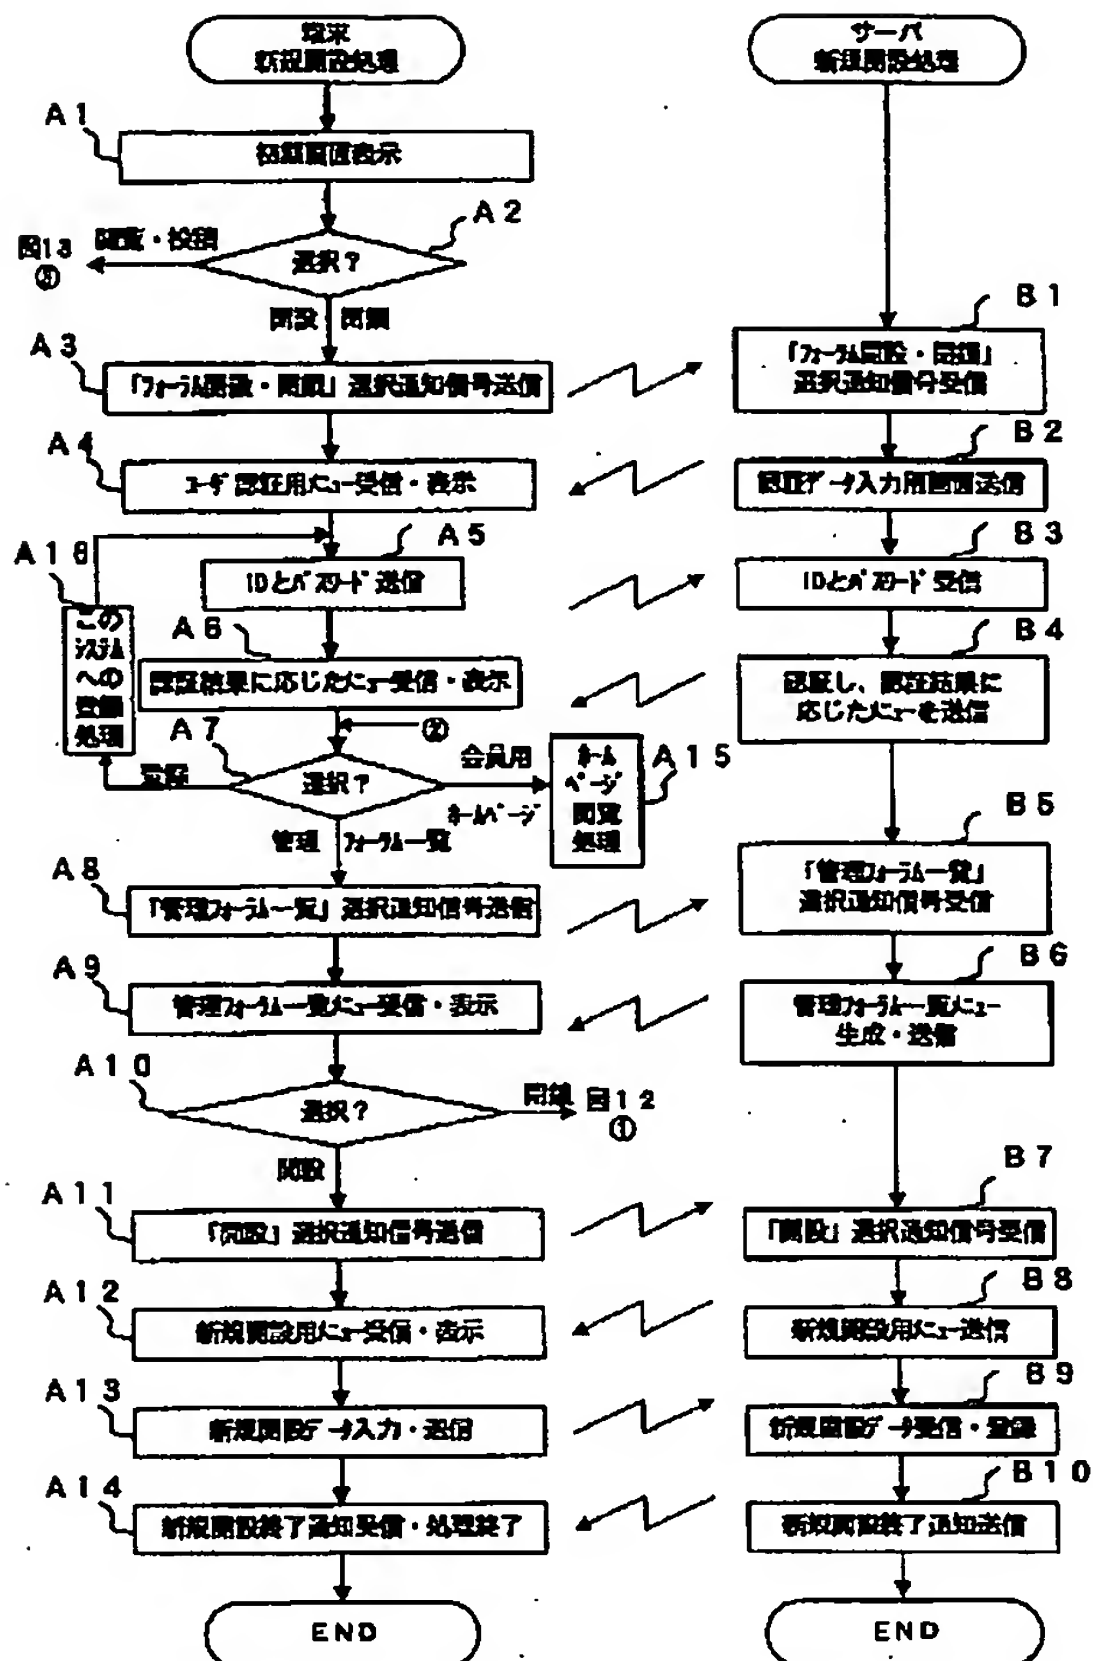 端末
新規開設処理
サーバ
新規開設処理
A1
初期画面表示
A2
図13
③
閲覧・投稿
選択?
開設
閉鎖
B1
「フォーラム開設・閉鎖」
選択通知信号受信
A3
「フォーラム開設・閉鎖」選択通知信号送信
A4
ユーザ認証用メニュー受信・表示
B2
認証データ入力用画面送信
A5
IDとパスワード送信
B3
IDとパスワード受信
A16
この
システム
への
登録
処理
A6
認証結果に応じたメニュー受信・表示
B4
認証し、認証結果に
応じたメニューを送信
②
A7
登録
選択?
会員用
ホームページ
A15
ホーム
ページ
閲覧
処理
管理
フォーラム一覧
B5
「管理フォーラム一覧」
選択通知信号受信
A8
「管理フォーラム一覧」選択通知信号送信
A9
管理フォーラム一覧メニュー受信・表示
B6
管理フォーラム一覧メニュー
生成・送信
A10
選択?
閉鎖
図12
①
開設
A11
「開設」選択通知信号送信
B7
「開設」選択通知信号受信
A12
新規開設用メニュー受信・表示
B8
新規開設用メニュー送信
A13
新規開設データ入力・送信
B9
新規開設データ受信・登録
A14
新規開設終了通知受信・処理終了
B10
新規開設終了通知送信
END
END